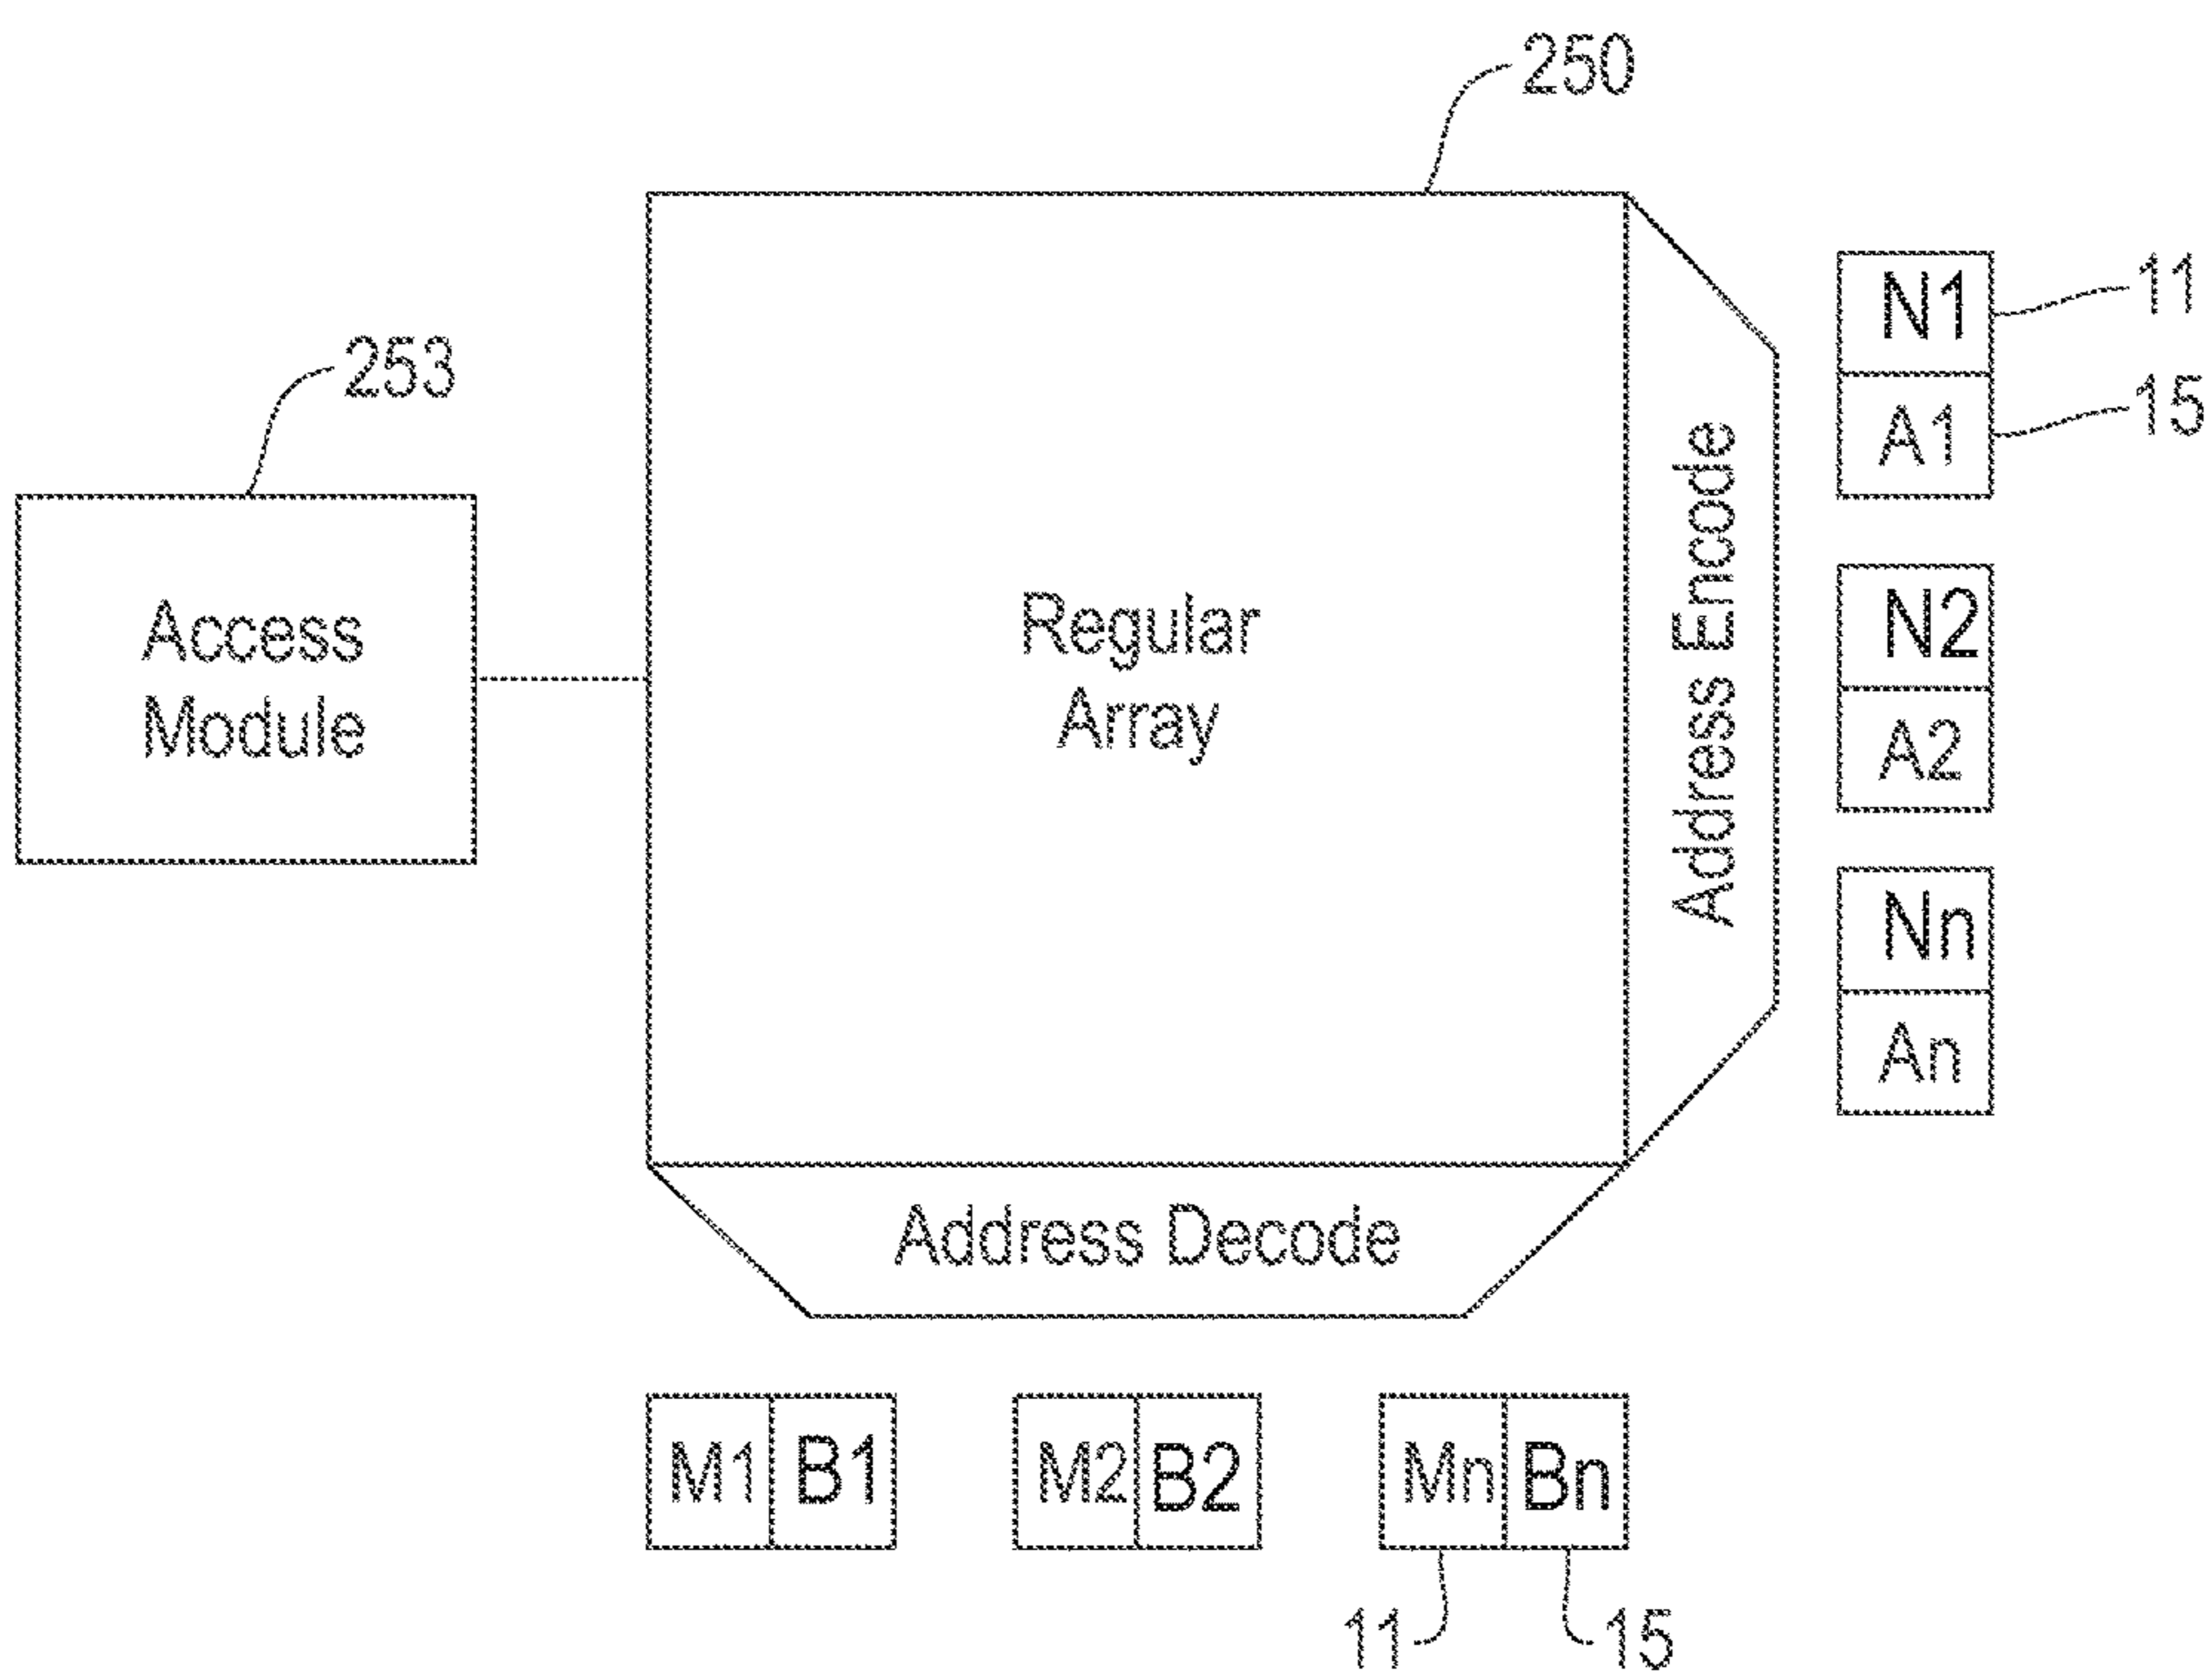 250
253
Access
Module
Regular
Array
Address Encode
N1
11
A1
15
N2
A2
Nn
An
Address Decode
M1 B1
M2 B2
Mn Bn
11
15